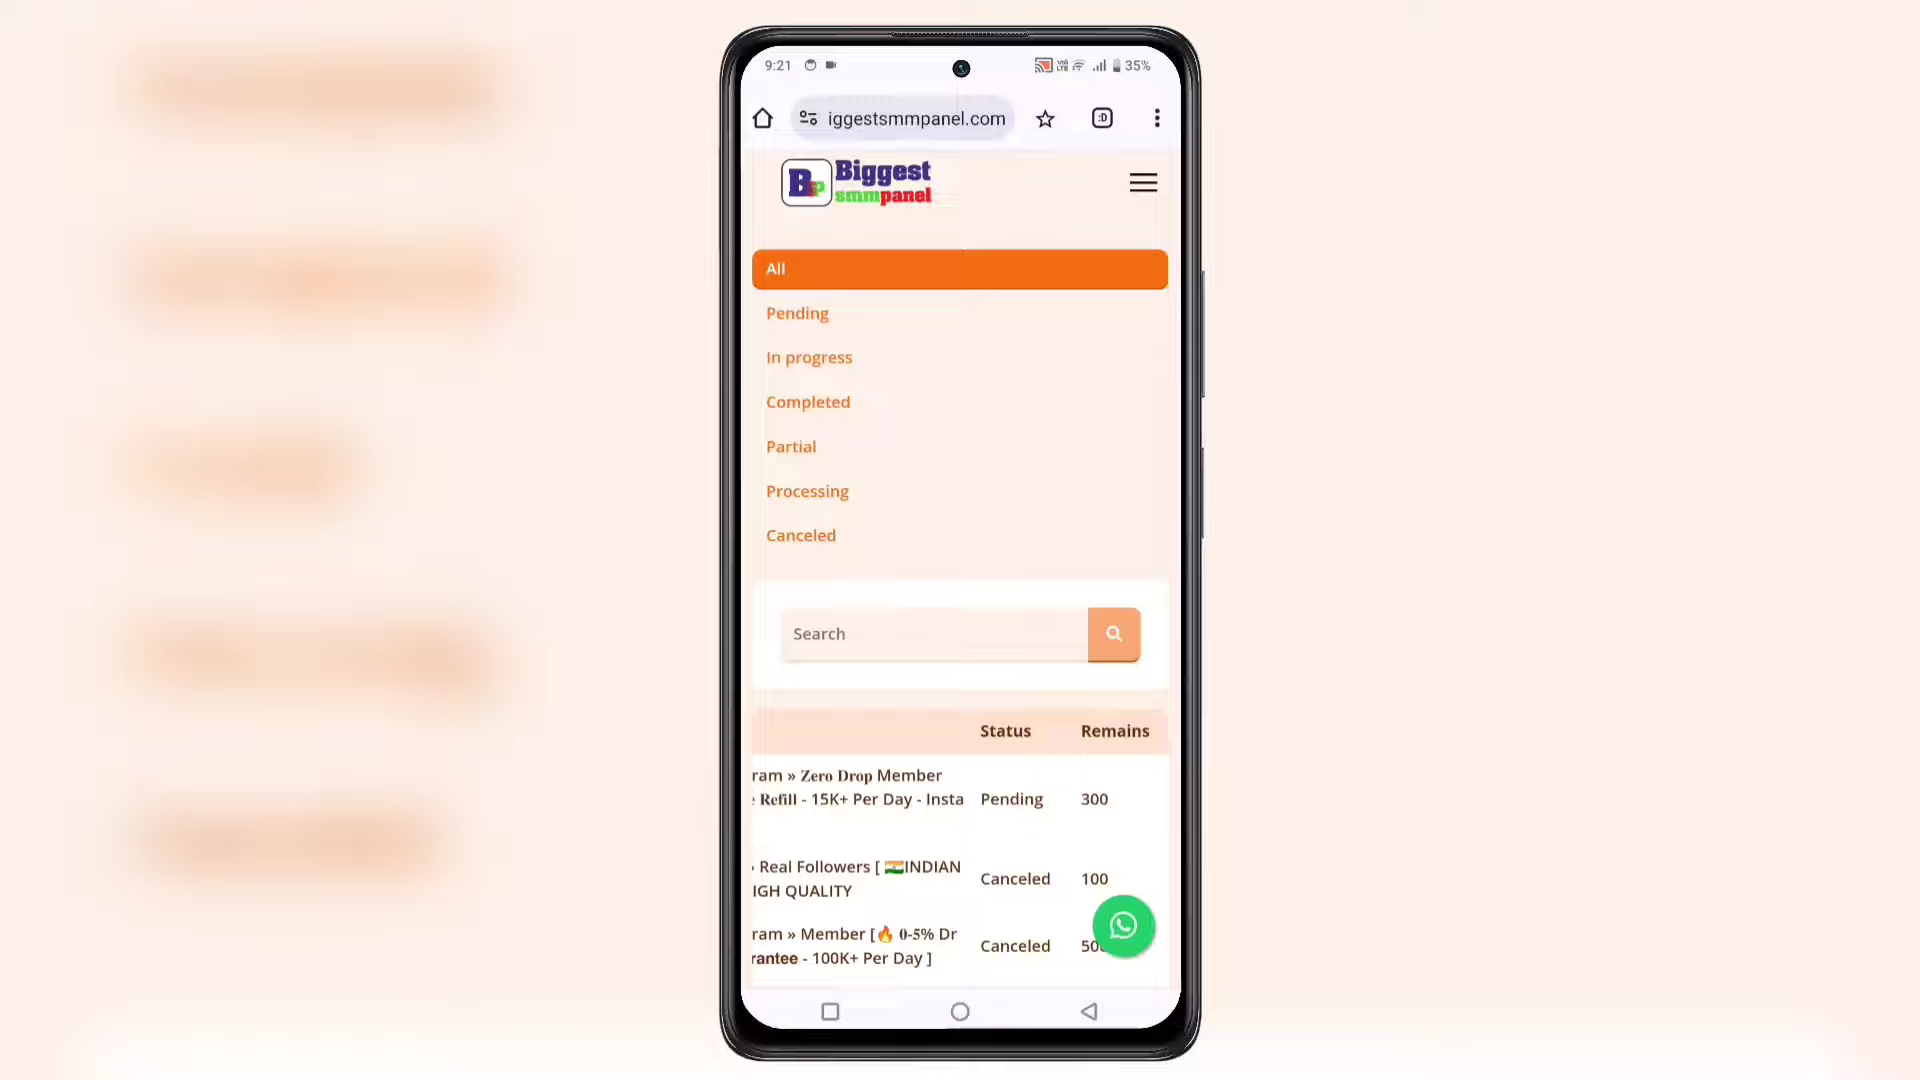 9:21
35%
iggestsmmpanel.com
:D
Bp Biggest
smmpanel
All
Pending
In progress
Completed
Partial
Processing
Canceled
Search
Status Remains
ram » 𝐙𝐞𝐫𝐨 𝐃𝐫𝐨𝐩 Member
𝐑𝐞𝐟𝐢𝐥𝐥 - 15K+ Per Day - Insta Pending 300
Real Followers [ 🇮🇳INDIAN
IGH QUALITY Canceled 100
ram » Member [🔥 𝟎-𝟓% Dr
𝗿𝗮𝗻𝘁𝗲𝗲 - 100K+ Per Day ] Canceled